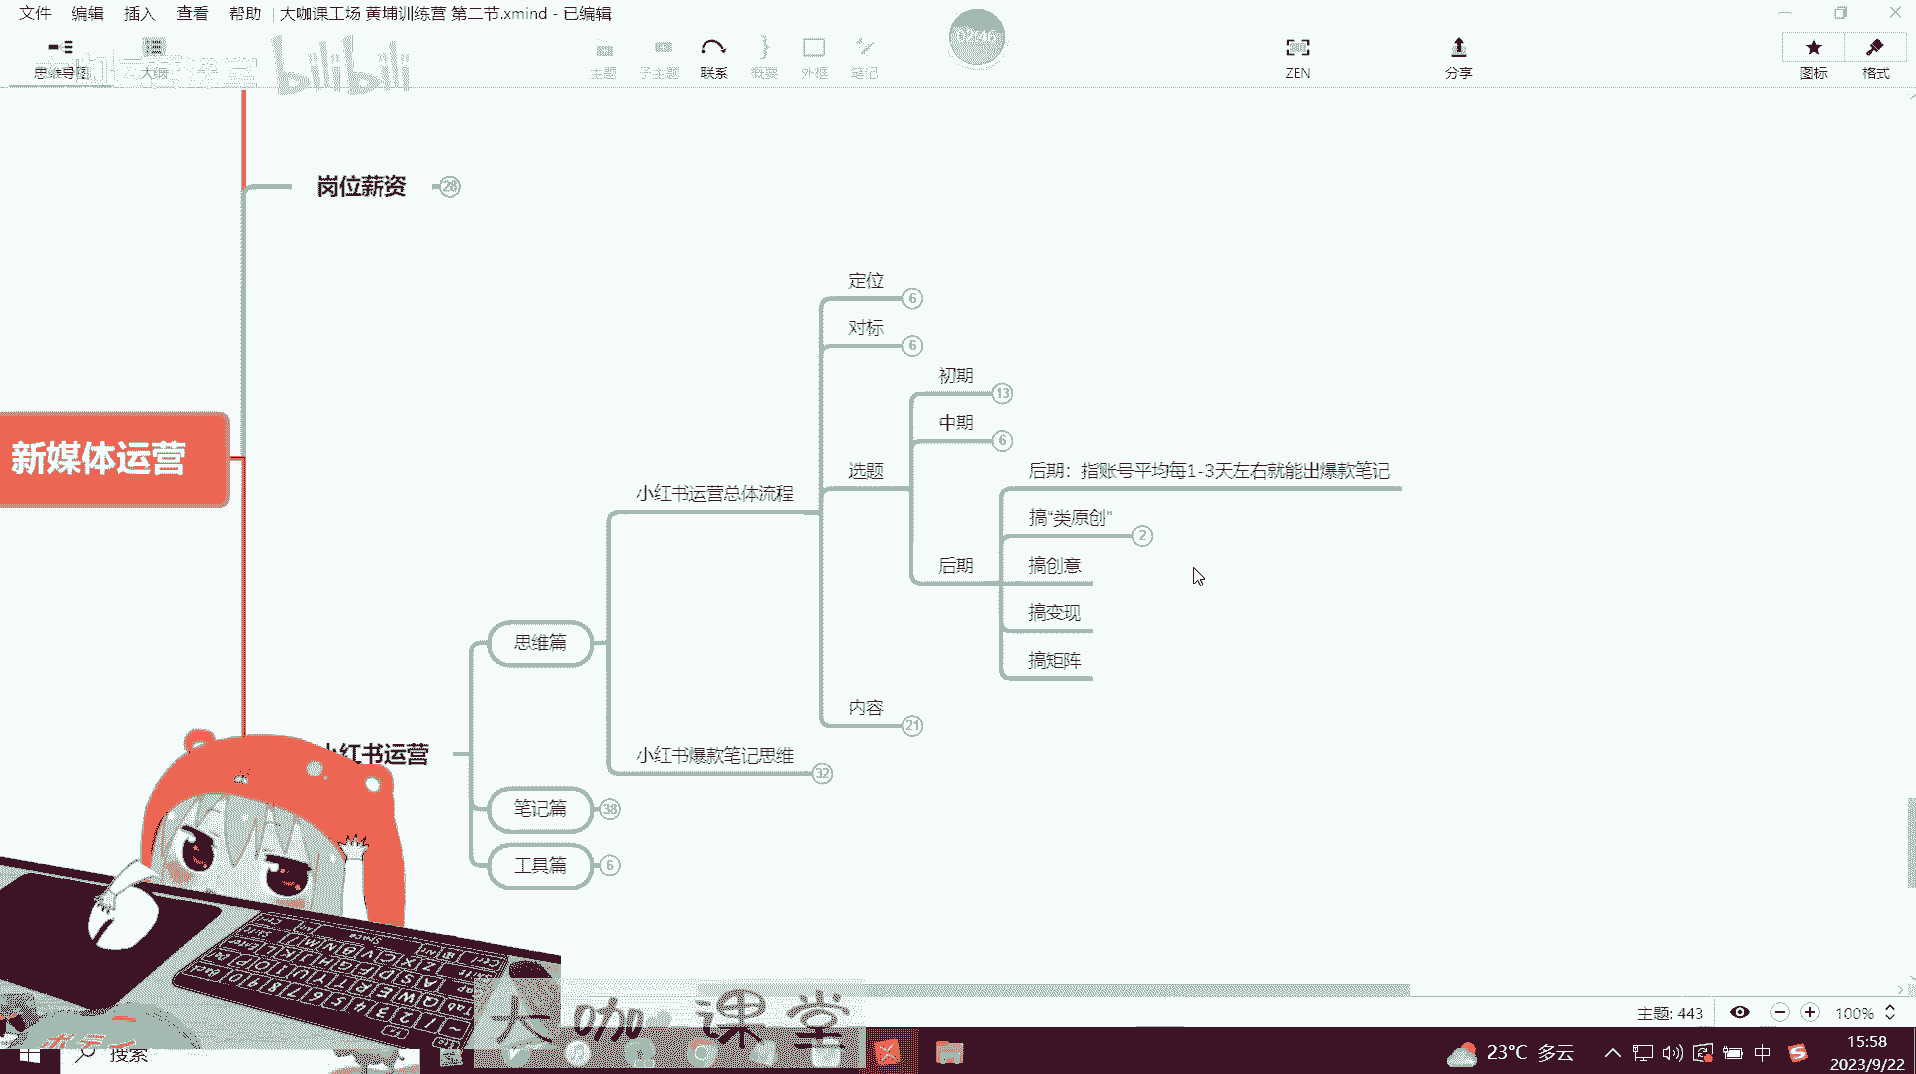 文件 编辑 插入 查看 帮助 大咖课工场 黄埔训练营 第二节.xmind - 已编辑
思维导图 大纲 bilibili 主题 子主题 联系 概要 外框 笔记 02:46 ZEN 分享 图标 格式
岗位薪资 28
定位 6
对标 6
初期 13
中期 6
新媒体运营
选题
后期：指账号平均每1-3天左右就能出爆款笔记
小红书运营总体流程
搞“类原创” 2
后期
搞创意
搞变现
思维篇
搞矩阵
内容 21
小红书运营
小红书爆款笔记思维 32
笔记篇 38
工具篇 6
大咖课堂
主题: 443 100%
搜索
23°C 多云 中
15:58
2023/9/22